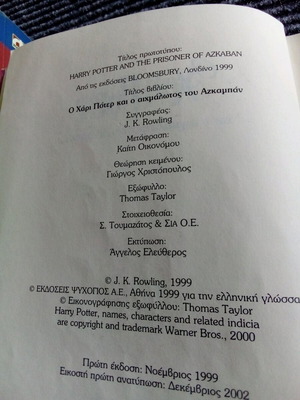 Τίτλος πρωτοτύπου:
HARRY POTTER AND THE PRISONER OF AZKABAN
Από τις εκδόσεις BLOOMSBURY, Λονδίνο 1999
Τίτλος βιβλίου:
Ο Χάρι Πότερ και ο αιχμάλωτος του Αζκαμπάν
Συγγραφέας:
J. K. Rowling
Μετάφραση:
Καίτη Οικονόμου
Θεώρηση κειμένου:
Γιώργος Χριστόπουλος
Εξώφυλλο:
Thomas Taylor
Στοιχειοθεσία:
Σ. Τουμαζάτος & ΣΙΑ Ο.Ε.
Εκτύπωση:
Άγγελος Ελεύθερος
© J. K. Rowling, 1999
© ΕΚΔΟΣΕΙΣ ΨΥΧΟΓΙΟΣ Α.Ε., Αθήνα 1999 για την ελληνική γλώσσα
© Εικονογράφησης εξωφύλλου: Thomas Taylor
Harry Potter, names, characters and related indicia
are copyright and trademark Warner Bros., 2000
Πρώτη έκδοση: Νοέμβριος 1999
Εικοστή πρώτη ανατύπωση: Δεκέμβριος 2002